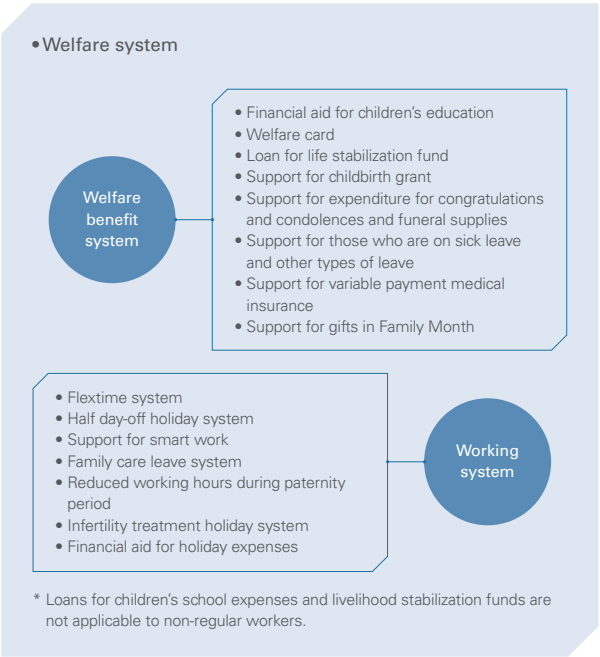 • Welfare system
Welfare
benefit
system
• Financial aid for children's education
• Welfare card
• Loan for life stabilization fund
• Support for childbirth grant
• Support for expenditure for congratulations
and condolences and funeral supplies
• Support for those who are on sick leave
and other types of leave
• Support for variable payment medical
insurance
• Support for gifts in Family Month
• Flextime system
• Half day-off holiday system
• Support for smart work
• Family care leave system
• Reduced working hours during paternity
period
• Infertility treatment holiday system
• Financial aid for holiday expenses
Working
system
* Loans for children's school expenses and livelihood stabilization funds are
not applicable to non-regular workers.